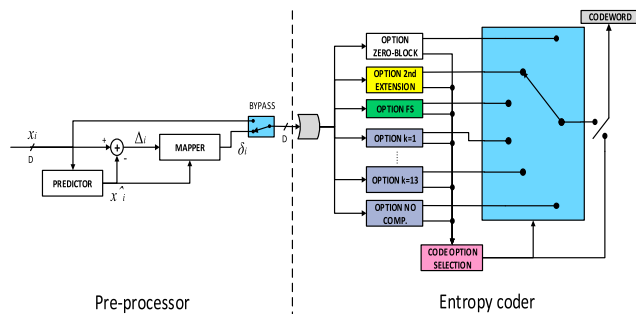 CODEWORD
OPTION
ZERO-BLOCK
OPTION 2nd
EXTENSION
BYPASS
OPTION FS
xi
D
+
+
-
Δi
MAPPER
δi
D
OPTION k=1
PREDICTOR
x^i
OPTION k=13
OPTION NO
COMP.
CODE OPTION
SELECTION
Pre-processor
Entropy coder